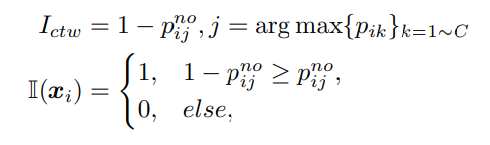 I_{ctw} = 1 − p_{ij}^{no}, j = arg max{p_{ik}}_{k=1∼C}
𝕀(x_i) = { 1, 1 − p_{ij}^{no} ≥ p_{ij}^{no},
0, else,